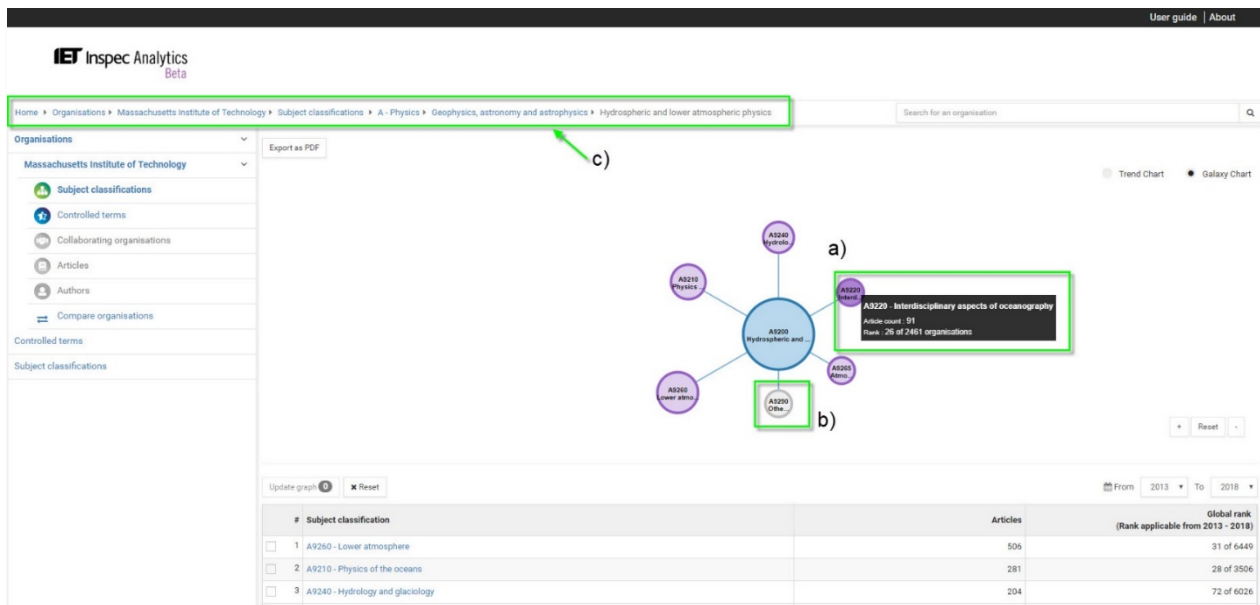 User guide | About
IET Inspec Analytics
Beta
Home ▸ Organisations ▸ Massachusetts Institute of Technology ▸ Subject classifications ▸ A - Physics ▸ Geophysics, astronomy and astrophysics ▸ Hydrospheric and lower atmospheric physics
Search for an organisation
Organisations
Massachusetts Institute of Technology
Subject classifications
Controlled terms
Collaborating organisations
Articles
Authors
Compare organisations
Controlled terms
Subject classifications
Export as PDF
c)
Trend Chart
Galaxy Chart
A9240
Hydrolo...
a)
A9210
Physics ...
A9220
Interd...
A9220 - Interdisciplinary aspects of oceanography
Article count : 91
Rank : 26 of 2461 organisations
A9200
Hydrospheric and ...
A9265
Atmo...
A9260
Lower atmo...
A9290
Othe...
b)
+ Reset -
Update graph 0
✖ Reset
From 2013 To 2018
# Subject classification Articles Global rank
(Rank applicable from 2013 - 2018)
1 A9260 - Lower atmosphere 506 31 of 6449
2 A9210 - Physics of the oceans 281 28 of 3506
3 A9240 - Hydrology and glaciology 204 72 of 6026